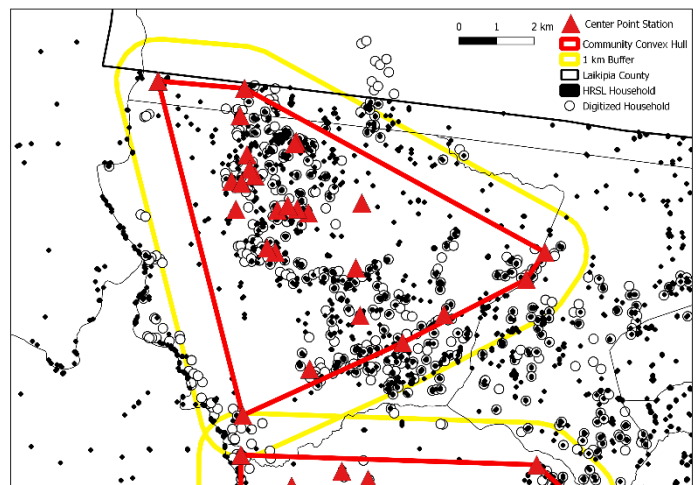 0 1 2 km
Center Point Station
Community Convex Hull
1 km Buffer
Laikipia County
HRSL Household
Digitized Household